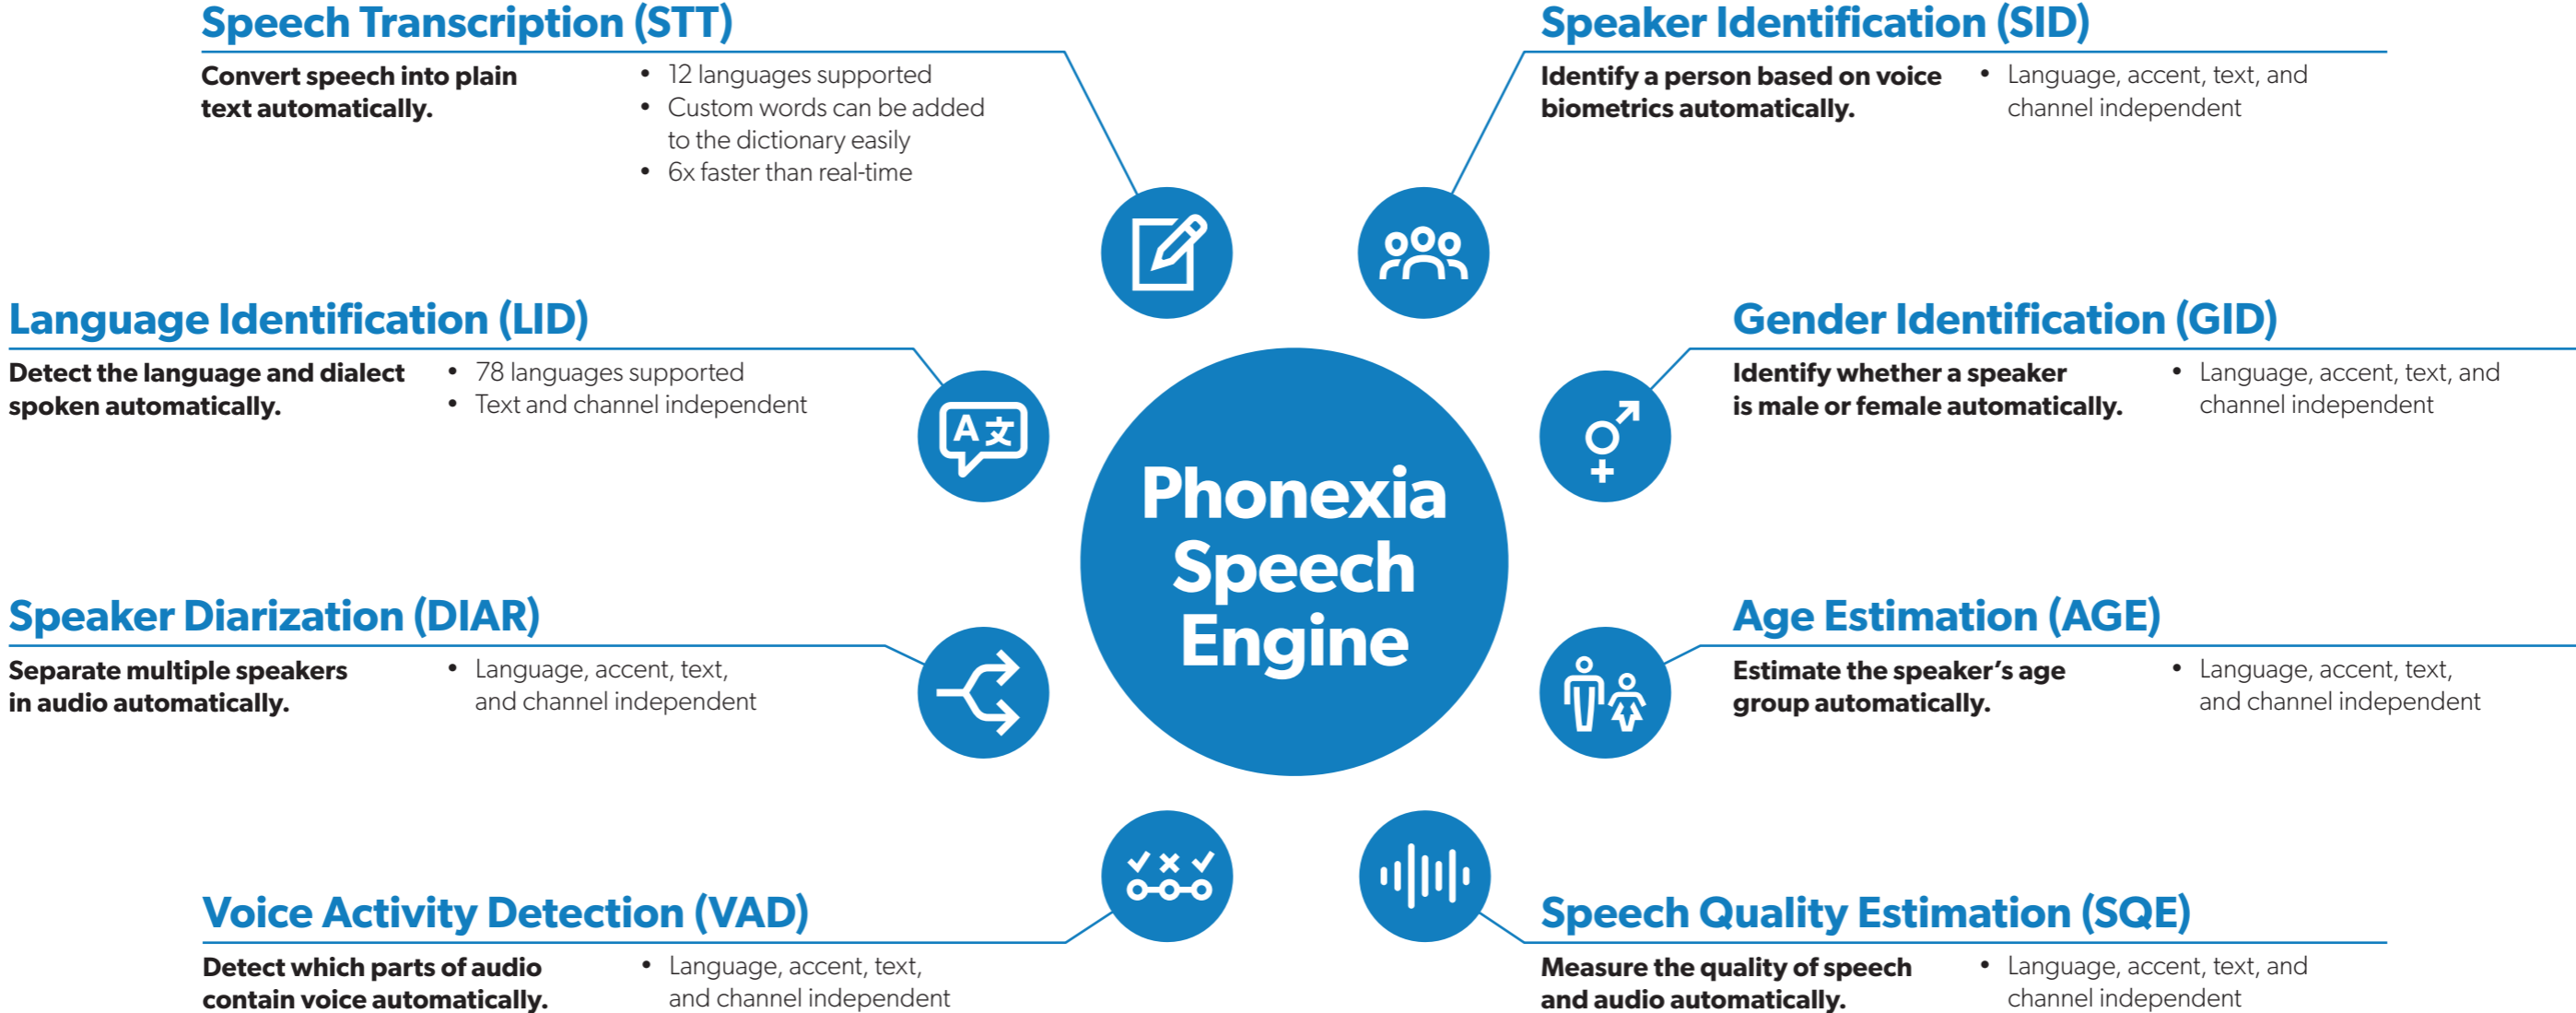 Speech Transcription (STT)
Convert speech into plain
text automatically.
• 12 languages supported
• Custom words can be added
to the dictionary easily
• 6x faster than real-time
Speaker Identification (SID)
Identify a person based on voice
biometrics automatically.
• Language, accent, text, and
channel independent
Language Identification (LID)
Detect the language and dialect
spoken automatically.
• 78 languages supported
• Text and channel independent
A 文
Gender Identification (GID)
Identify whether a speaker
is male or female automatically.
• Language, accent, text, and
channel independent
Phonexia
Speech
Engine
Speaker Diarization (DIAR)
Separate multiple speakers
in audio automatically.
• Language, accent, text,
and channel independent
Age Estimation (AGE)
Estimate the speaker’s age
group automatically.
• Language, accent, text,
and channel independent
Voice Activity Detection (VAD)
Detect which parts of audio
contain voice automatically.
• Language, accent, text,
and channel independent
Speech Quality Estimation (SQE)
Measure the quality of speech
and audio automatically.
• Language, accent, text, and
channel independent